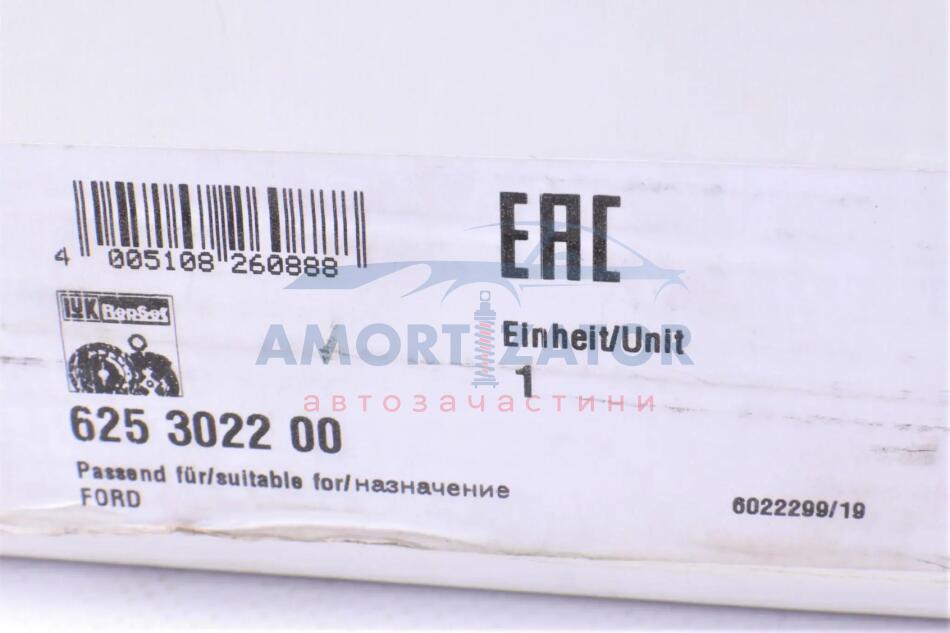 EAC
4 005108 260888
LuK RepSet
Einheit/Unit
1
AMORTIZATOR
автозачастини
625 3022 00
Passend für/suitable for/назначение
FORD
6022299/19